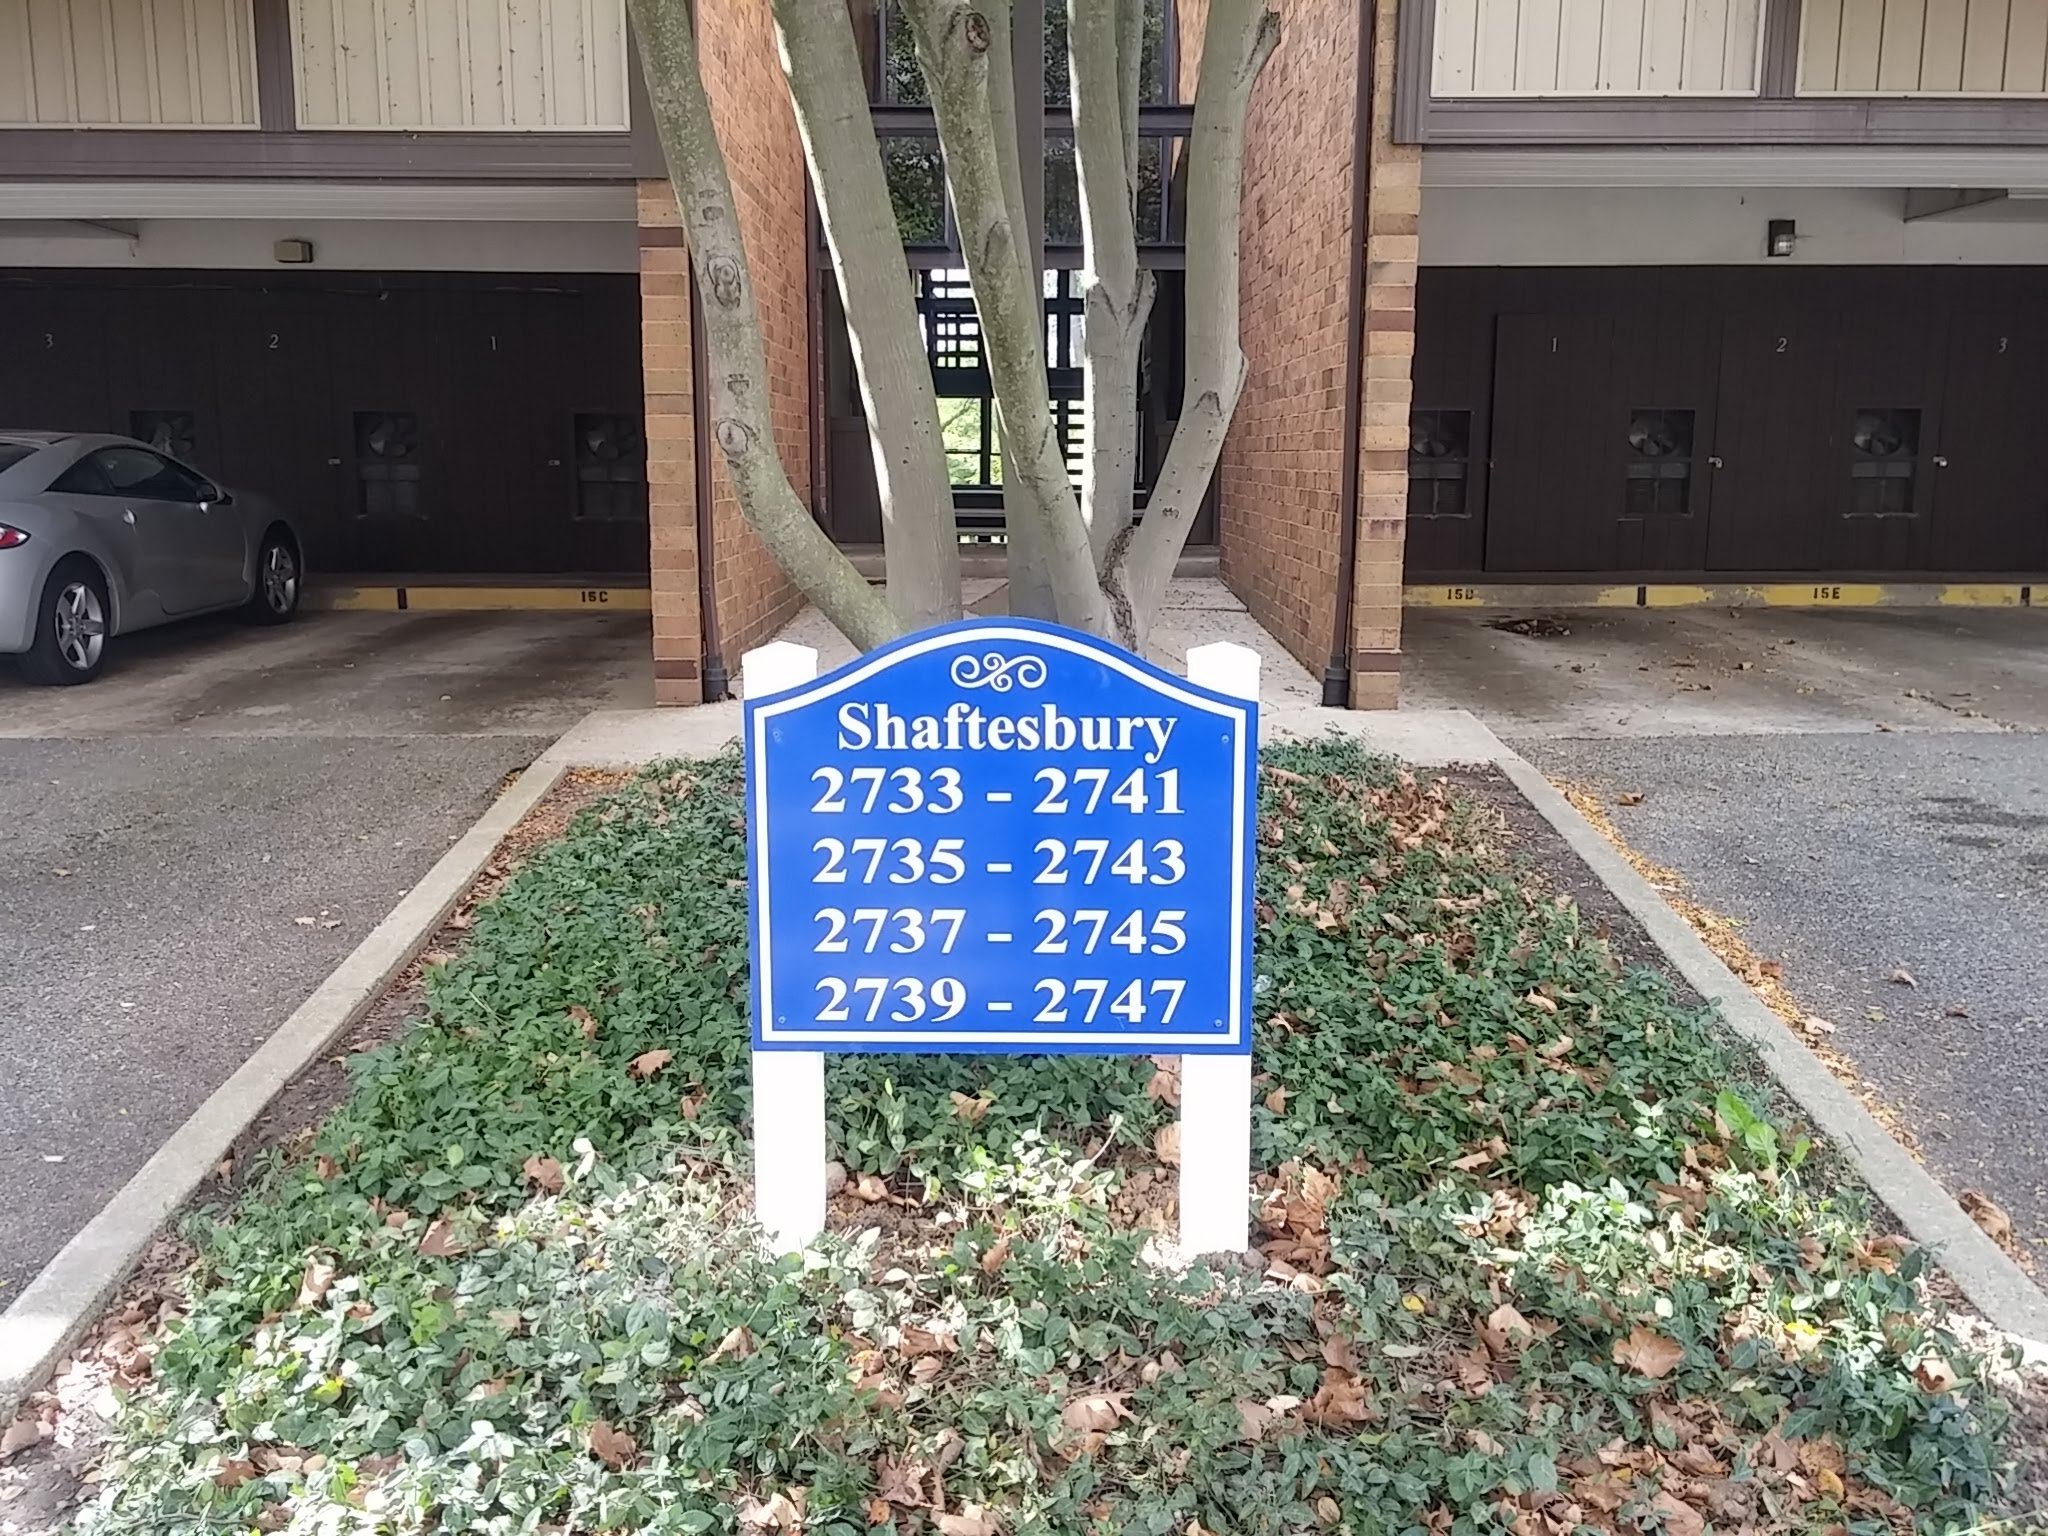 3 2 1
1 2 3
15C
15D
15E
Shaftesbury
2733 - 2741
2735 - 2743
2737 - 2745
2739 - 2747